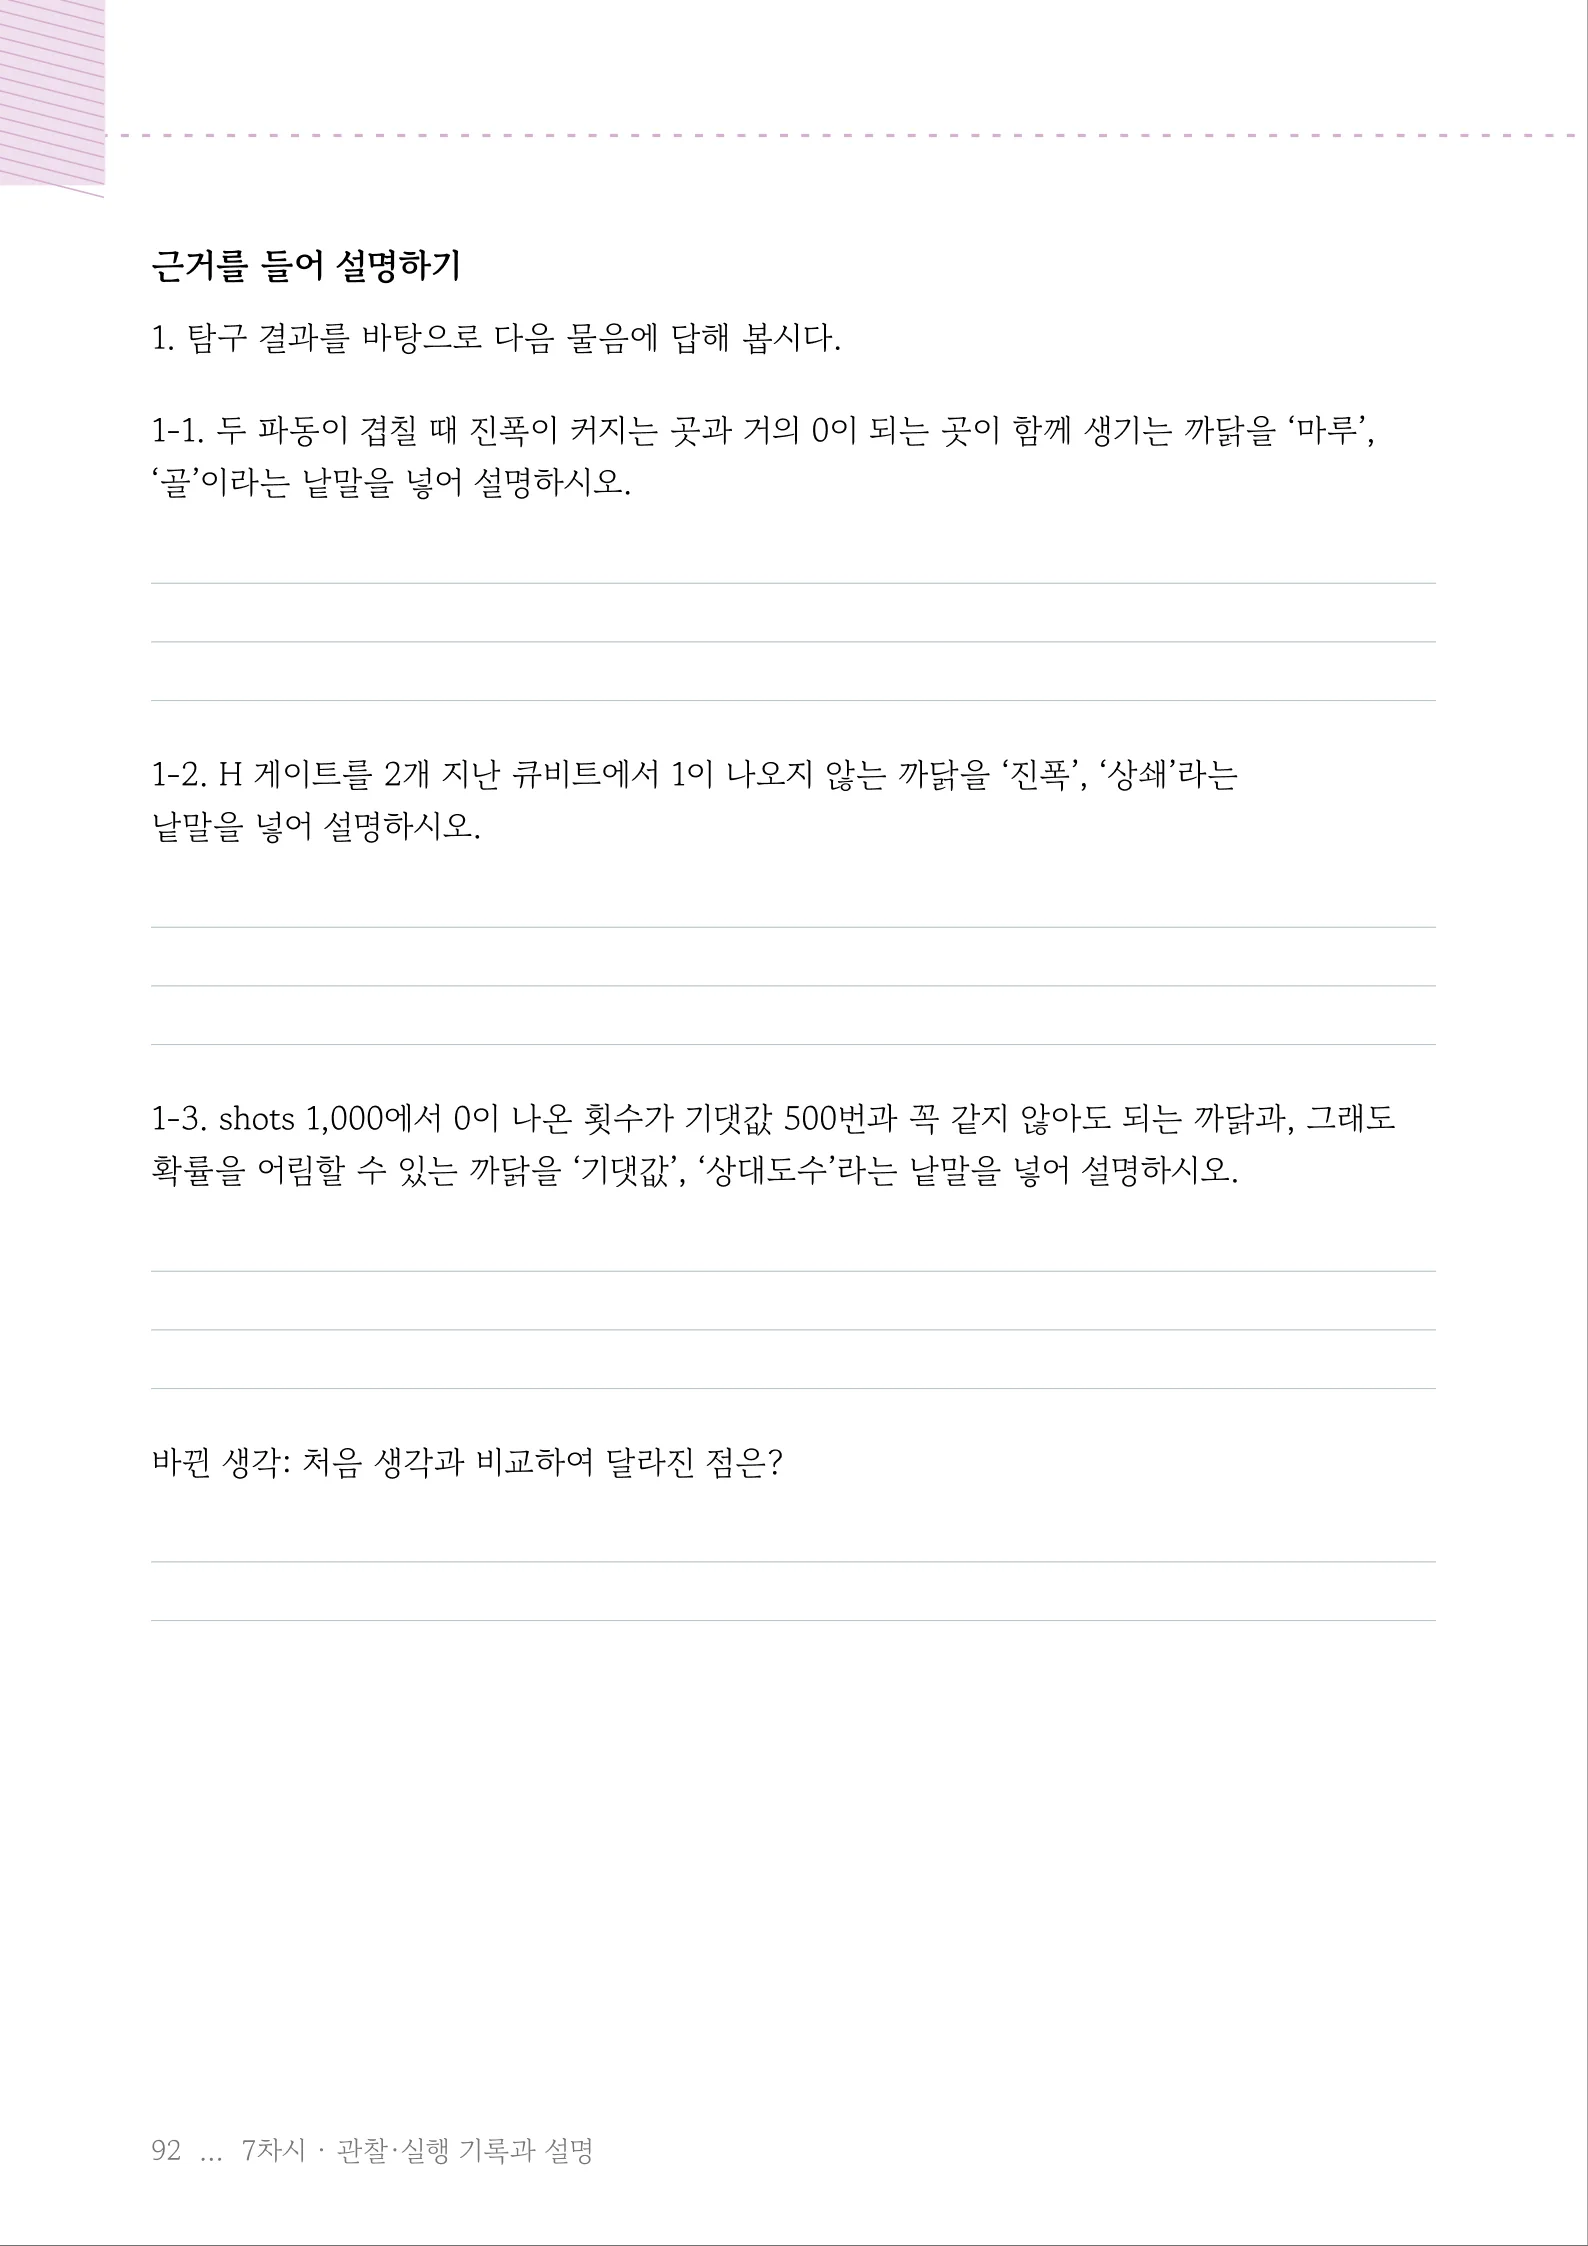 근거를 들어 설명하기
1. 탐구 결과를 바탕으로 다음 물음에 답해 봅시다.
1-1. 두 파동이 겹칠 때 진폭이 커지는 곳과 거의 0이 되는 곳이 함께 생기는 까닭을 ‘마루’,
‘골’이라는 낱말을 넣어 설명하시오.
1-2. H 게이트를 2개 지난 큐비트에서 1이 나오지 않는 까닭을 ‘진폭’, ‘상쇄’라는
낱말을 넣어 설명하시오.
1-3. shots 1,000에서 0이 나온 횟수가 기댓값 500번과 꼭 같지 않아도 되는 까닭과, 그래도
확률을 어림할 수 있는 까닭을 ‘기댓값’, ‘상대도수’라는 낱말을 넣어 설명하시오.
바뀐 생각: 처음 생각과 비교하여 달라진 점은?
92 ... 7차시 · 관찰·실행 기록과 설명